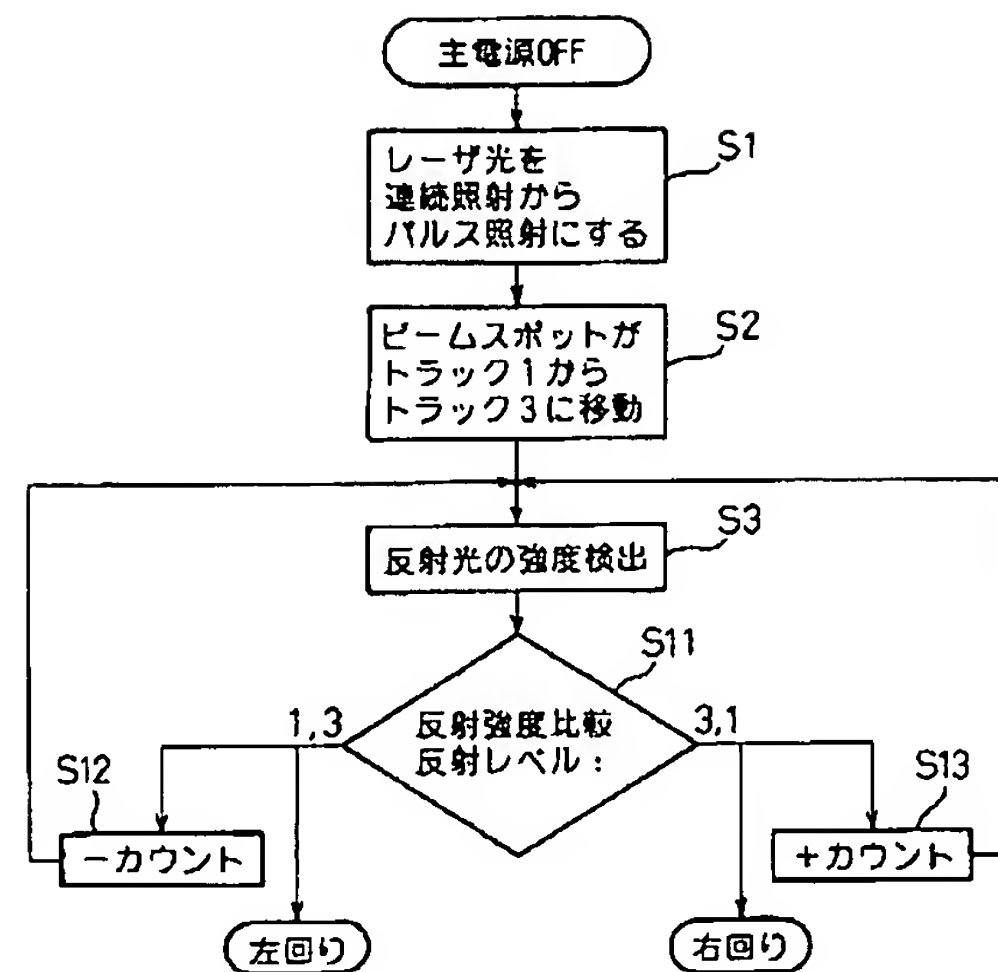 主電源OFF
S1
レーザ光を
連続照射から
パルス照射にする
S2
ビームスポットが
トラック1から
トラック3に移動
S3
反射光の強度検出
S11
1,3
反射強度比較
反射レベル:
3,1
S12
−カウント
S13
+カウント
左回り
右回り